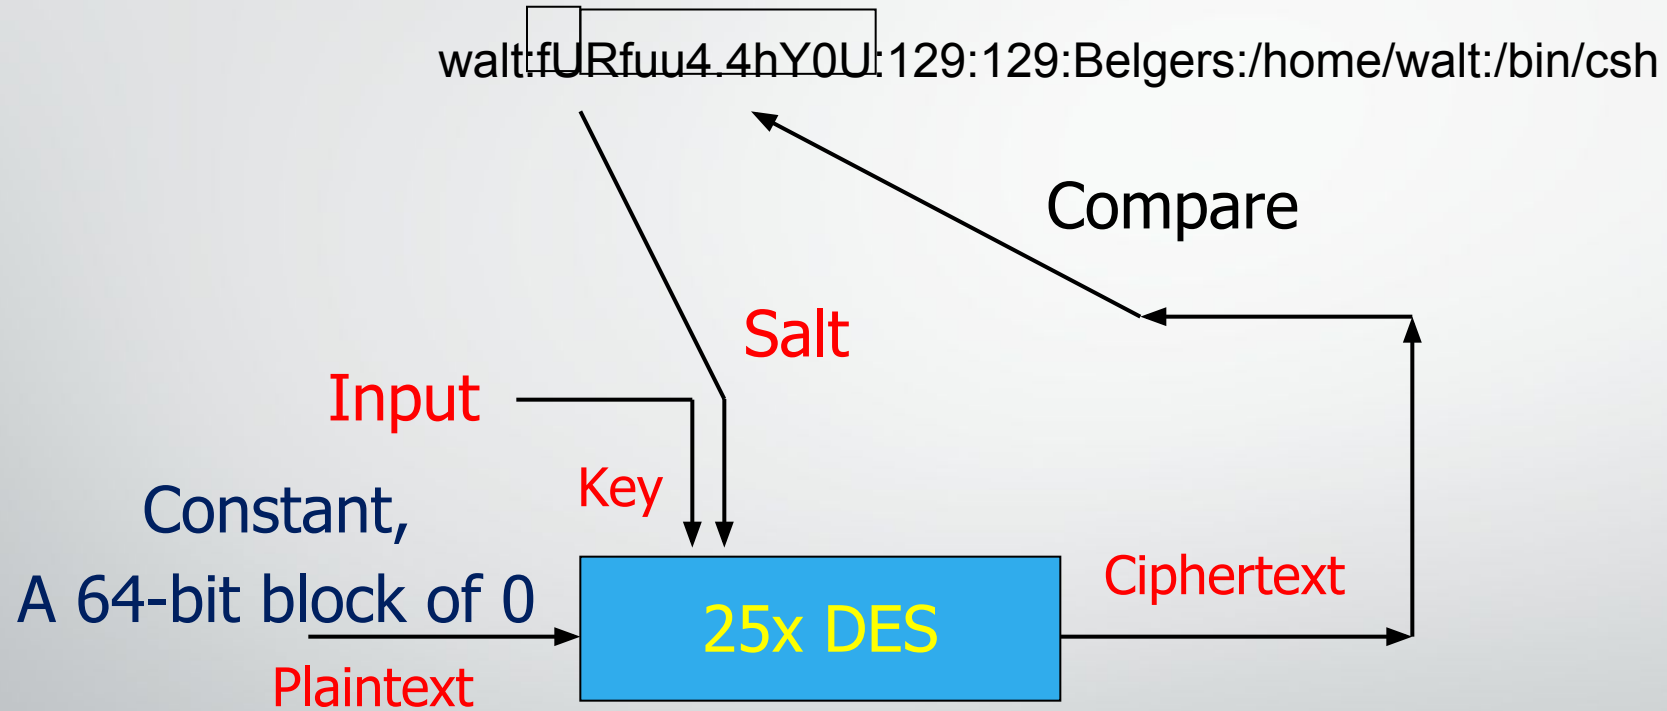 walt:fURfuu4.4hY0U:129:129:Belgers:/home/walt:/bin/csh
Compare
Salt
Input
Key
Constant,
A 64-bit block of 0
Ciphertext
25x DES
Plaintext